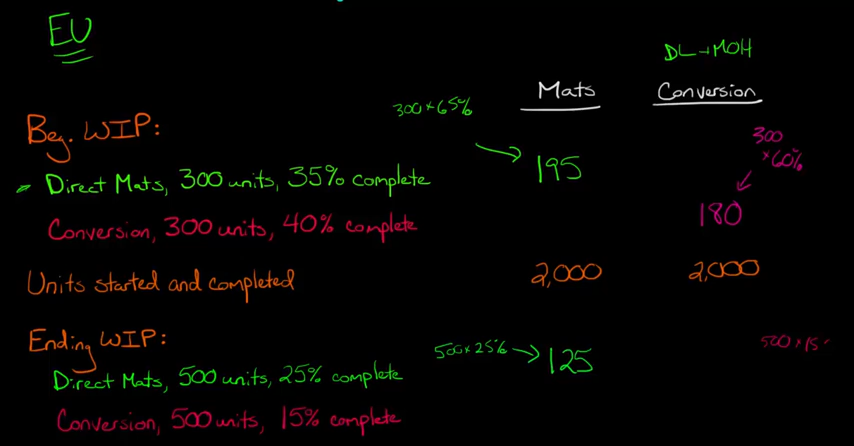 EU
DL + MOH
Mats
Conversion
300 × 65%
Beg. WIP:
300
× 60%
Direct Mats, 300 units, 35% complete
195
Conversion, 300 units, 40% complete
180
Units started and completed
2,000
2,000
Ending WIP:
500 × 25%
125
500 × 15
Direct Mats, 500 units, 25% complete
Conversion, 500 units, 15% complete